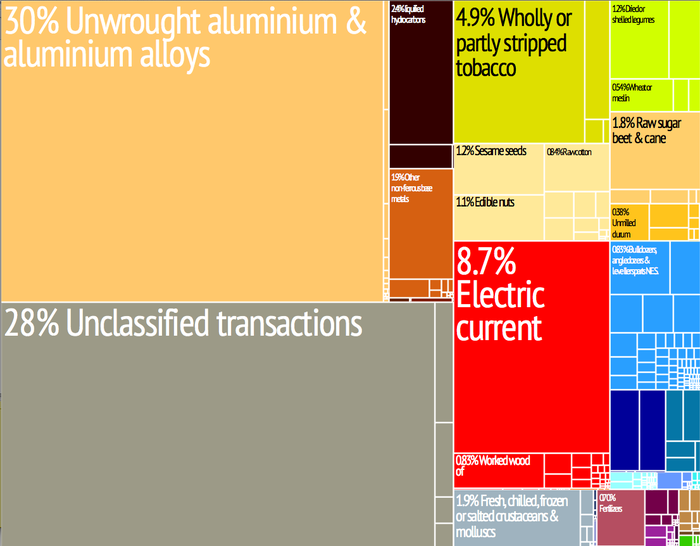 30% Unwrought aluminium &
aluminium alloys
2.4% liquified
hydrocarbons
4.9% Wholly or
partly stripped
tobacco
1.2% Dried or
shelled legumes
0.54% Wheat or
meslin
1.8% Raw sugar
beet & cane
1.2% Sesame seeds
0.84% Raw cotton
1.9% Other
non-ferrous base
metals
1.1% Edible nuts
0.38%
Unmilled
durum
8.7%
Electric
current
0.83% Bulldozers,
angledozers &
levellers parts N.E.S.
28% Unclassified transactions
0.83% Worked wood
of
1.9% Fresh, chilled, frozen
or salted crustaceans &
molluscs
0.70%
Fertilizers